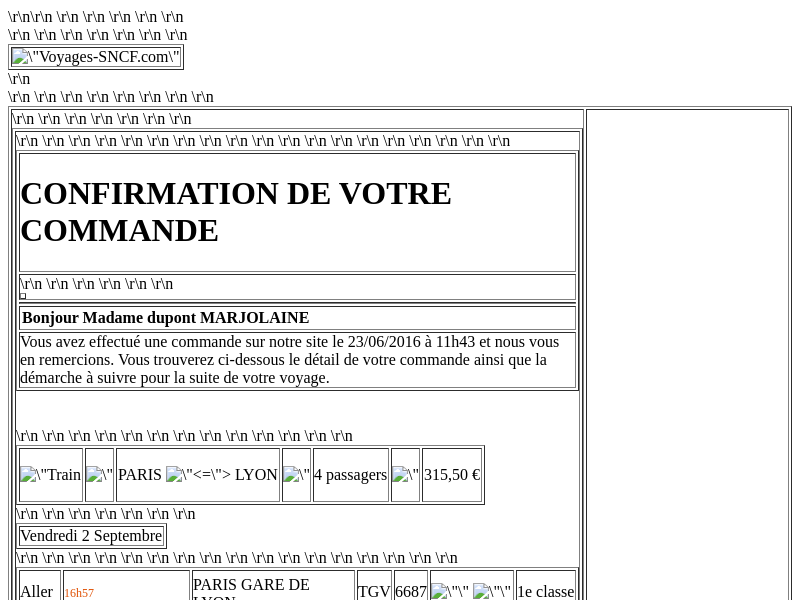 \r\n\r\n \r\n \r\n \r\n \r\n \r\n
\r\n \r\n \r\n \r\n \r\n \r\n \r\n
\"Voyages-SNCF.com\"
\r\n
\r\n \r\n \r\n \r\n \r\n \r\n \r\n \r\n
\r\n \r\n \r\n \r\n \r\n \r\n \r\n
\r\n \r\n \r\n \r\n \r\n \r\n \r\n \r\n \r\n \r\n \r\n \r\n \r\n \r\n \r\n \r\n \r\n \r\n \r\n
CONFIRMATION DE VOTRE
COMMANDE
\r\n \r\n \r\n \r\n \r\n \r\n
Bonjour Madame dupont MARJOLAINE
Vous avez effectué une commande sur notre site le 23/06/2016 à 11h43 et nous vous
en remercions. Vous trouverez ci-dessous le détail de votre commande ainsi que la
démarche à suivre pour la suite de votre voyage.
\r\n \r\n \r\n \r\n \r\n \r\n \r\n \r\n \r\n \r\n \r\n \r\n \r\n
\"Train \" PARIS \"<=\"> LYON \" 4 passagers \" 315,50 €
\r\n \r\n \r\n \r\n \r\n \r\n \r\n
Vendredi 2 Septembre
\r\n \r\n \r\n \r\n \r\n \r\n \r\n \r\n \r\n \r\n \r\n \r\n \r\n \r\n \r\n \r\n \r\n
Aller 16h57 PARIS GARE DE TGV 6687 \"\" \"\" 1e classe